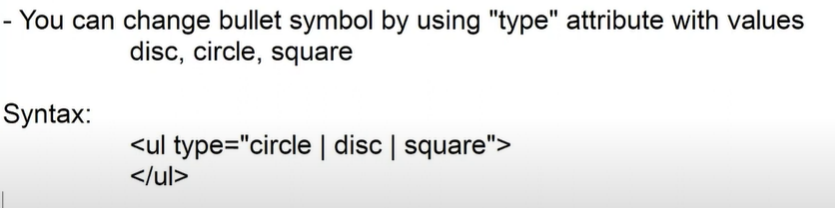 - You can change bullet symbol by using "type" attribute with values
disc, circle, square
Syntax:
<ul type="circle | disc | square">
</ul>